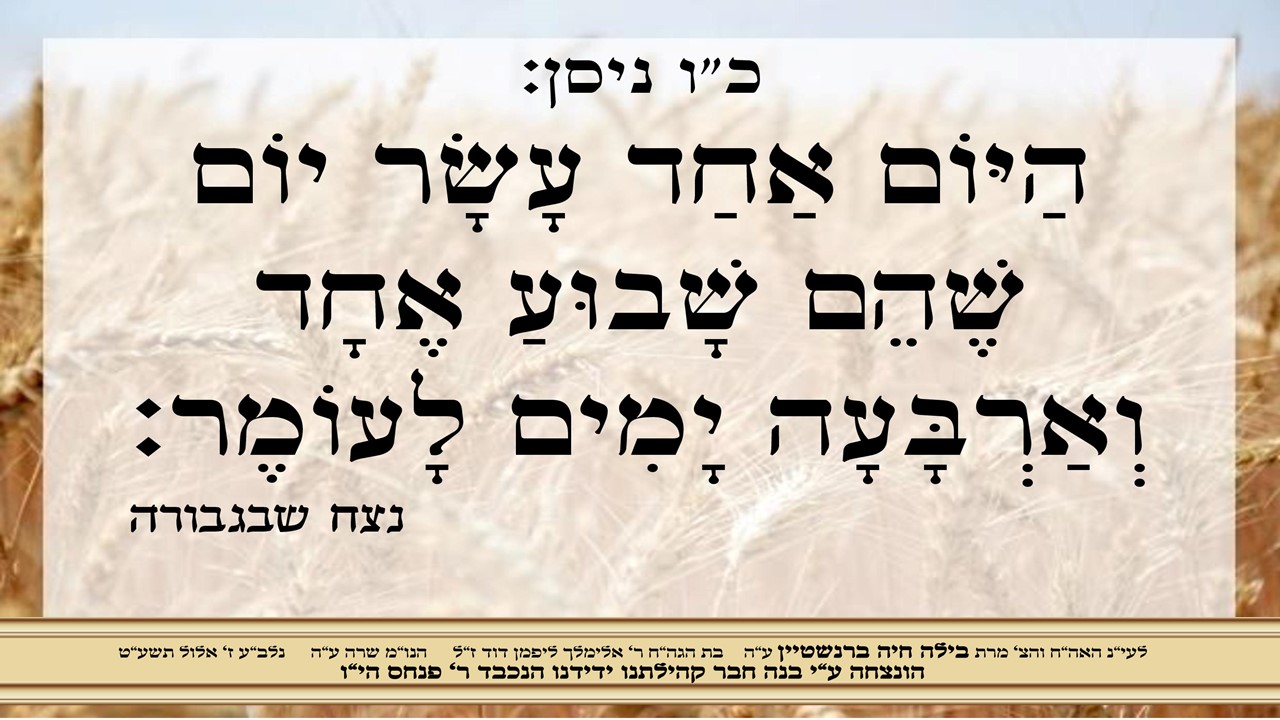 כ״ו ניסן:
הַיּוֹם אַחַד עָשָׂר יוֹם
שֶׁהֵם שָׁבוּעַ אֶחָד
וְאַרְבָּעָה יָמִים לָעוֹמֶר:
נצח שבגבורה
לעי״נ האה״ח והצ׳ מרת בילה חיה ברנשטיין ע״ה בת הגה״ח ר׳ אלימלך ליפמן דוד ז״ל הנו״מ שרה ע״ה נלב״ע ז׳ אלול תשע״ט
הונצחה ע״י בנה חבר קהילתנו ידידנו הנכבד ר׳ פנחס הי״ו